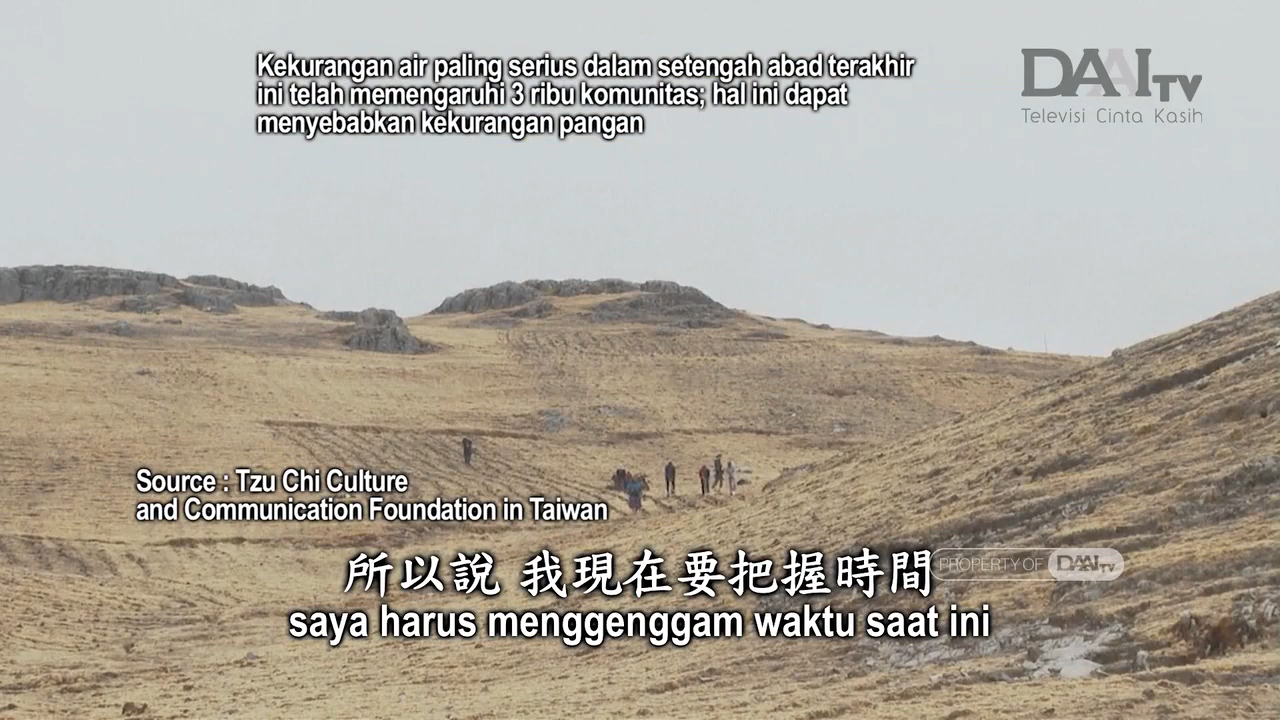 Kekurangan air paling serius dalam setengah abad terakhir
ini telah memengaruhi 3 ribu komunitas; hal ini dapat
menyebabkan kekurangan pangan
DAAI TV
Televisi Cinta Kasih
Source : Tzu Chi Culture
and Communication Foundation in Taiwan
所以說 我現在要把握時間
PROPERTY OF DAAI TV
saya harus menggenggam waktu saat ini